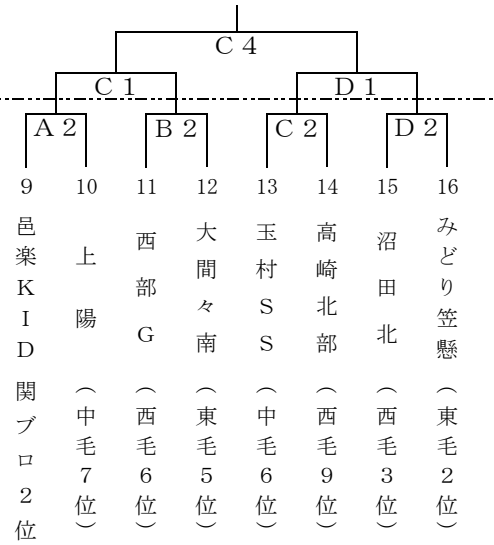 C4
C1
D1
A2
B2
C2
D2
9
10
11
12
13
14
15
16
邑楽KID 関ブロ2位
上陽(中毛7位)
西部G(西毛6位)
大間々南(東毛5位)
玉村SS(中毛6位)
高崎北部(西毛9位)
沼田北(西毛3位)
みどり笠懸(東毛2位)